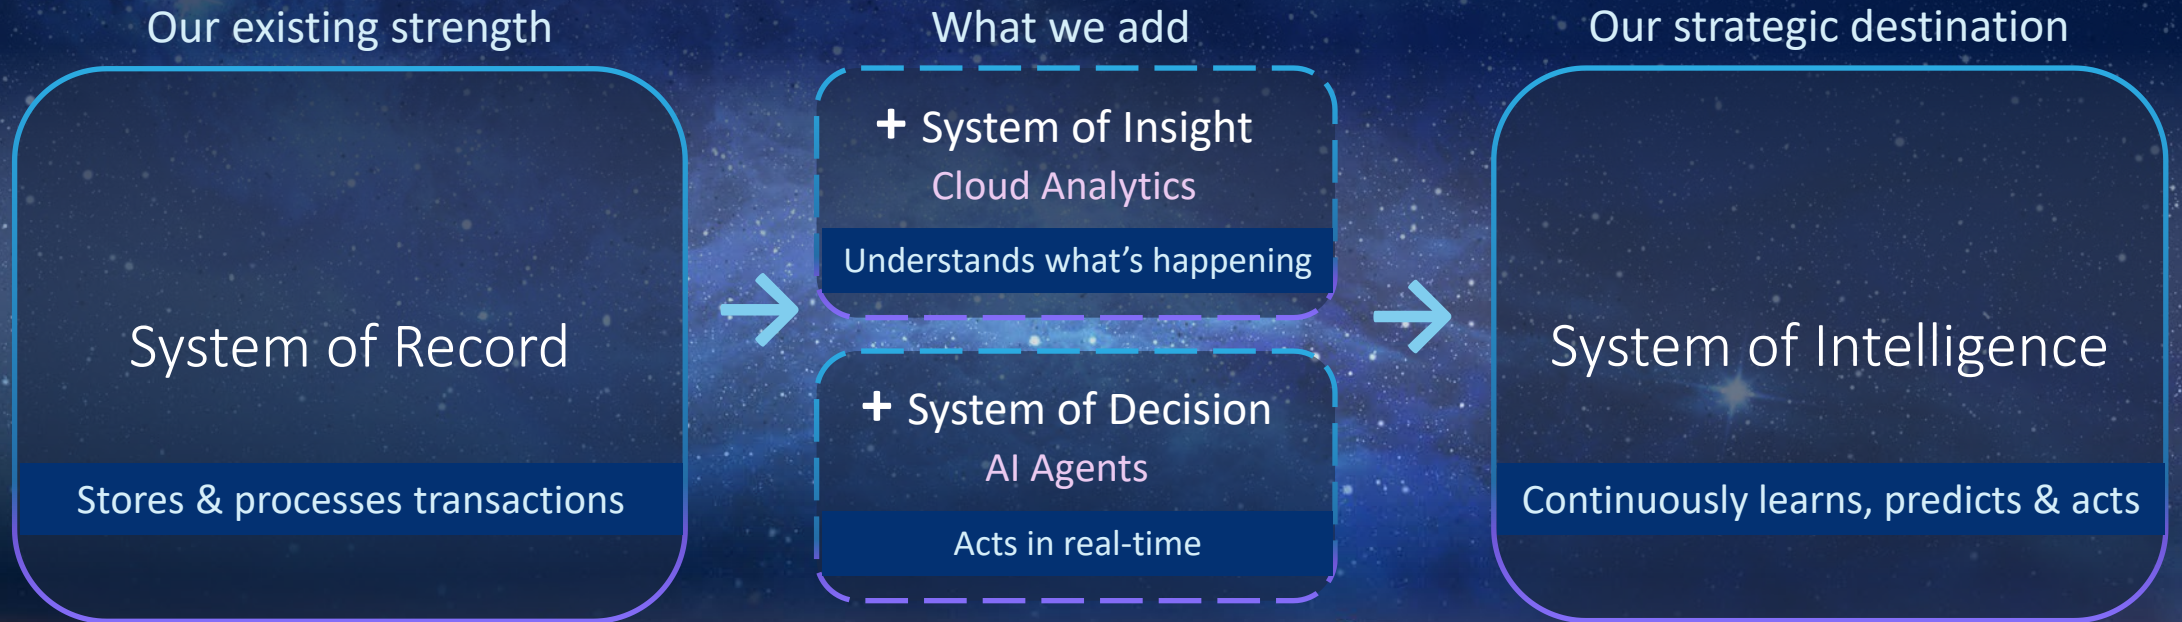 Our existing strength
System of Record
Stores & processes transactions
What we add
+ System of Insight
Cloud Analytics
Understands what’s happening
+ System of Decision
AI Agents
Acts in real-time
Our strategic destination
System of Intelligence
Continuously learns, predicts & acts